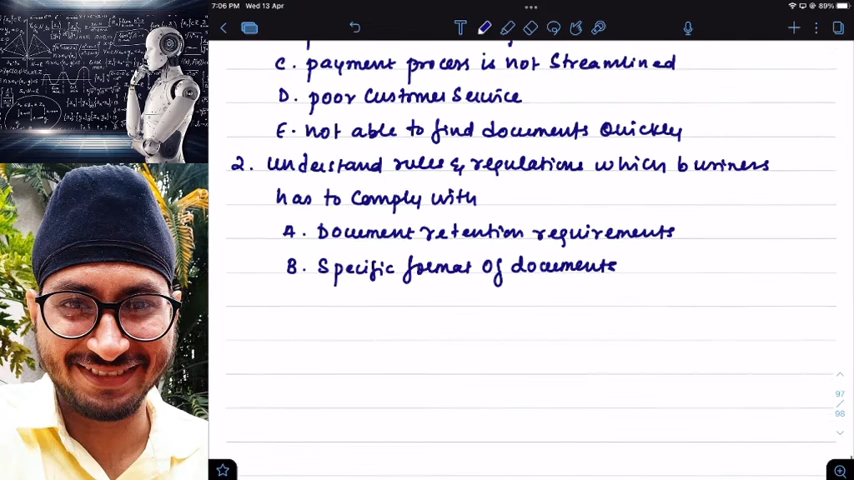 7:06 PM Wed 13 Apr
89%
T
C. payment process is not Streamlined
D. poor Customer Service
E. not able to find documents Quickly
2. Understand rules & regulations which business
has to Comply with
A. Document retention requirements
B. Specific format Of documents
97
/
98